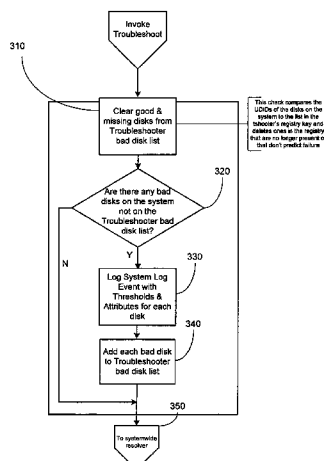 Invoke
Troubleshoot
310
Clear good &
missing disks from
Troubleshooter
bad disk list
This check compares the
UDIDs of the disks on the
system to the list in the
tshooter's registry key and
deletes ones in the registry
that are no longer present o
that don't predict failure
320
Are there any bad
disks on the system
not on the
Troubleshooter bad
disk list?
N
Y
330
Log System Log
Event with
Thresholds &
Attributes for each
disk
340
Add each bad disk
to Troubleshooter
bad disk list
350
To systemwide
resolver